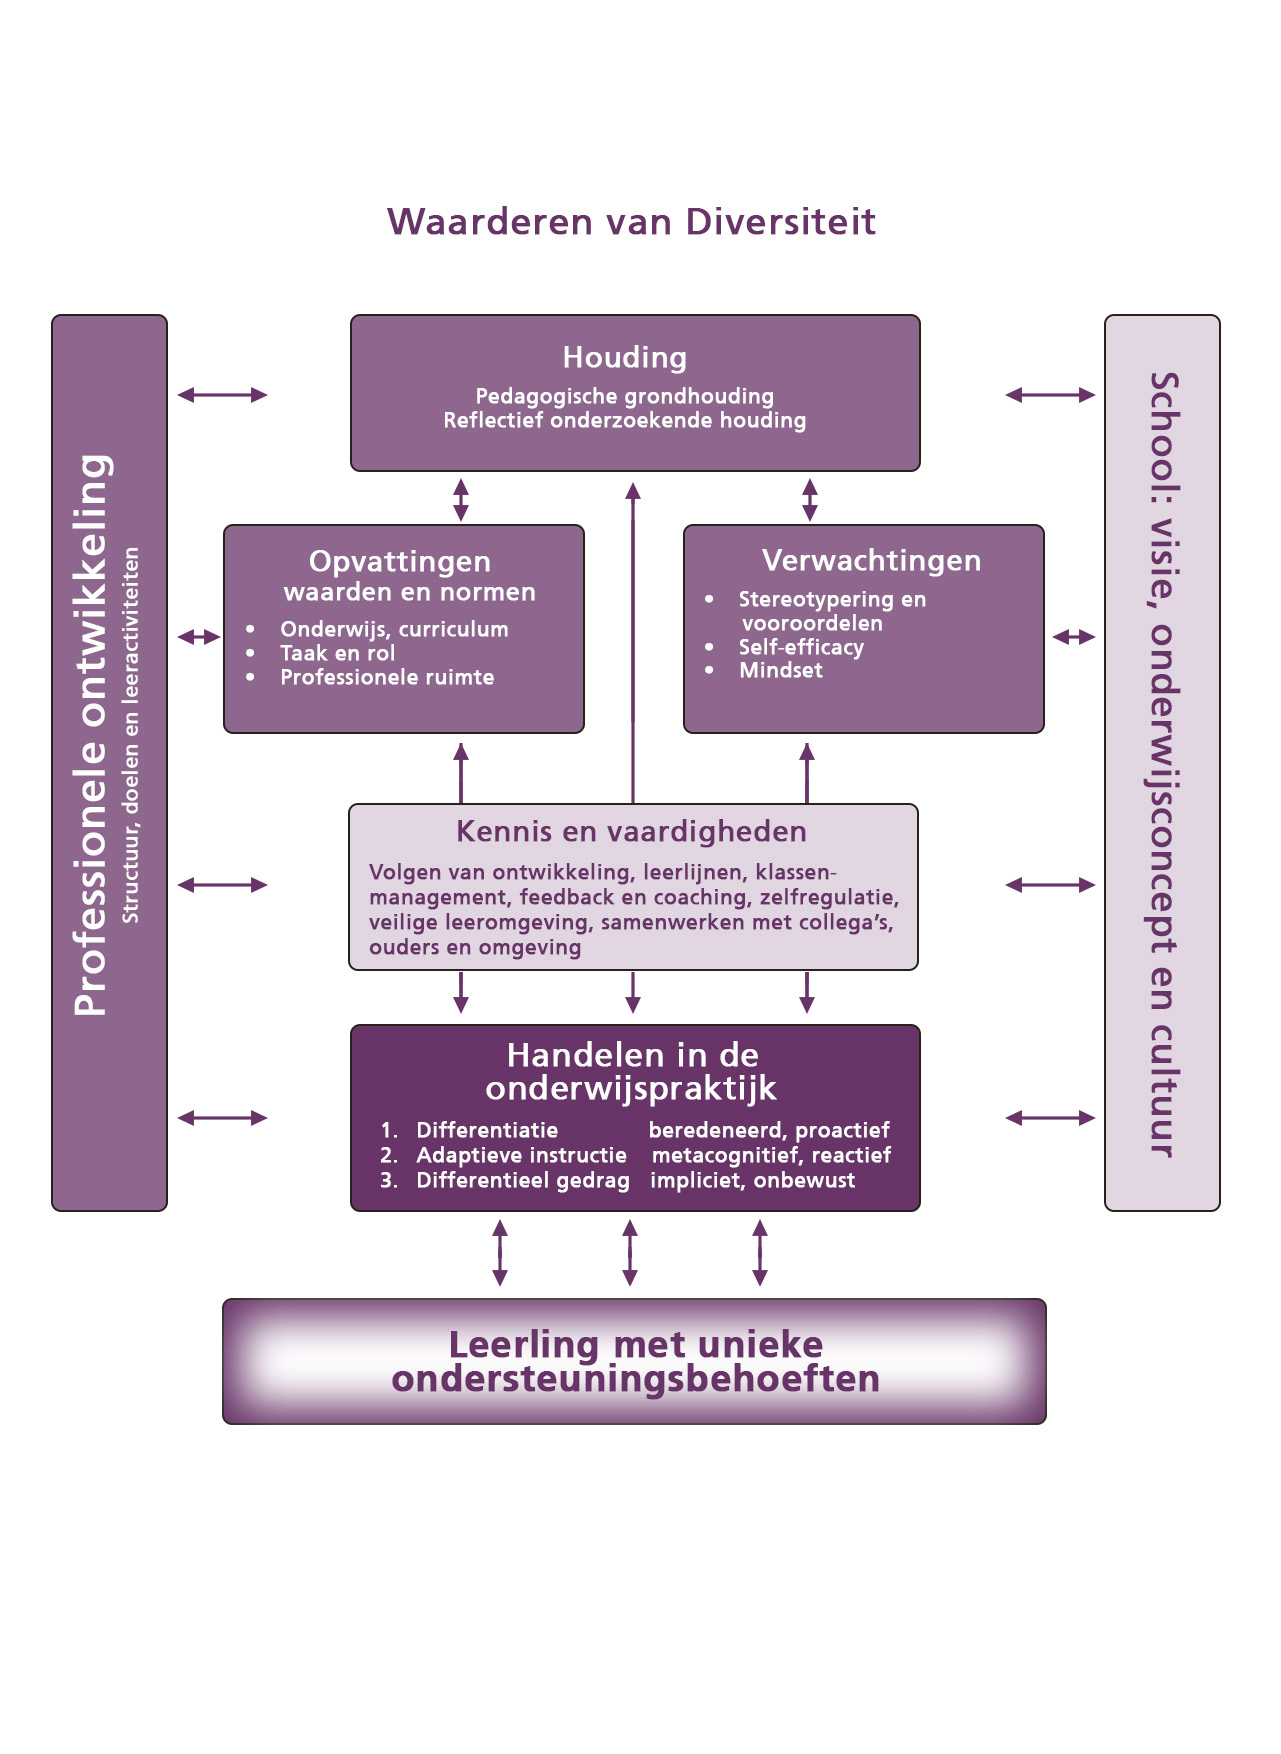 Waarderen van Diversiteit
Professionele ontwikkeling
Structuur, doelen en leeractiviteiten
Houding
Pedagogische grondhouding
Reflectief onderzoekende houding
Opvattingen
waarden en normen
• Onderwijs, curriculum
• Taak en rol
• Professionele ruimte
Verwachtingen
• Stereotypering en
vooroordelen
• Self-efficacy
• Mindset
Kennis en vaardigheden
Volgen van ontwikkeling, leerlijnen, klassen-
management, feedback en coaching, zelfregulatie,
veilige leeromgeving, samenwerken met collega's,
ouders en omgeving
Handelen in de
onderwijspraktijk
1. Differentiatie beredeneerd, proactief
2. Adaptieve instructie metacognitief, reactief
3. Differentieel gedrag impliciet, onbewust
Leerling met unieke
ondersteuningsbehoeften
School: visie, onderwijsconcept en cultuur